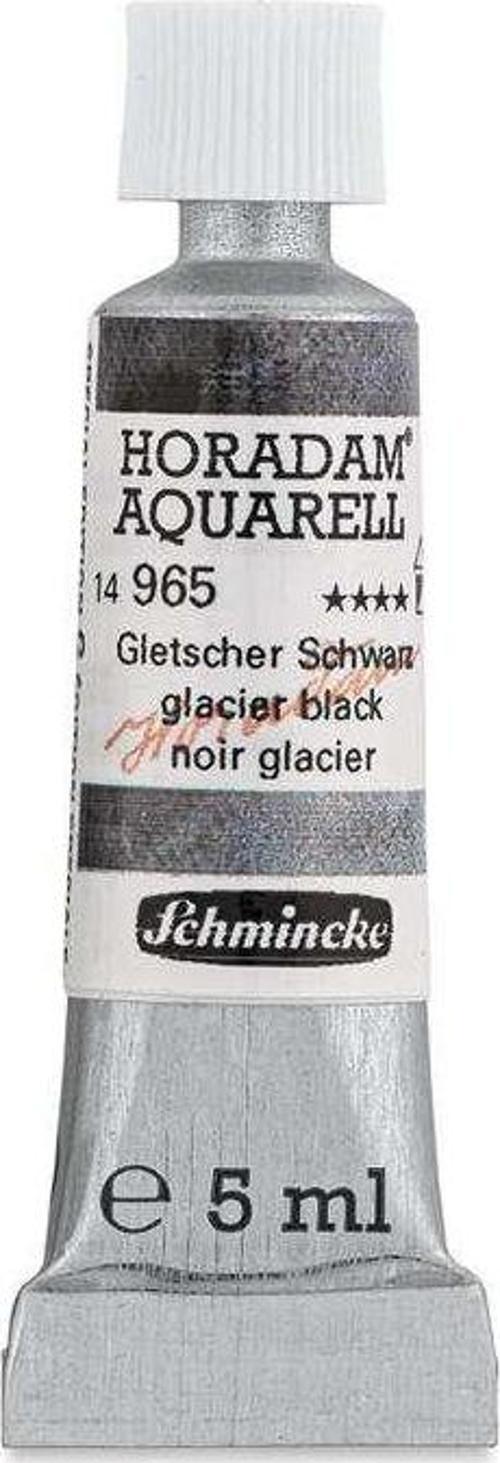 HORADAM®
AQUARELL
14 965 ★★★★
Gletscher Schwarz
glacier black
noir glacier
Schmincke
℮ 5 ml